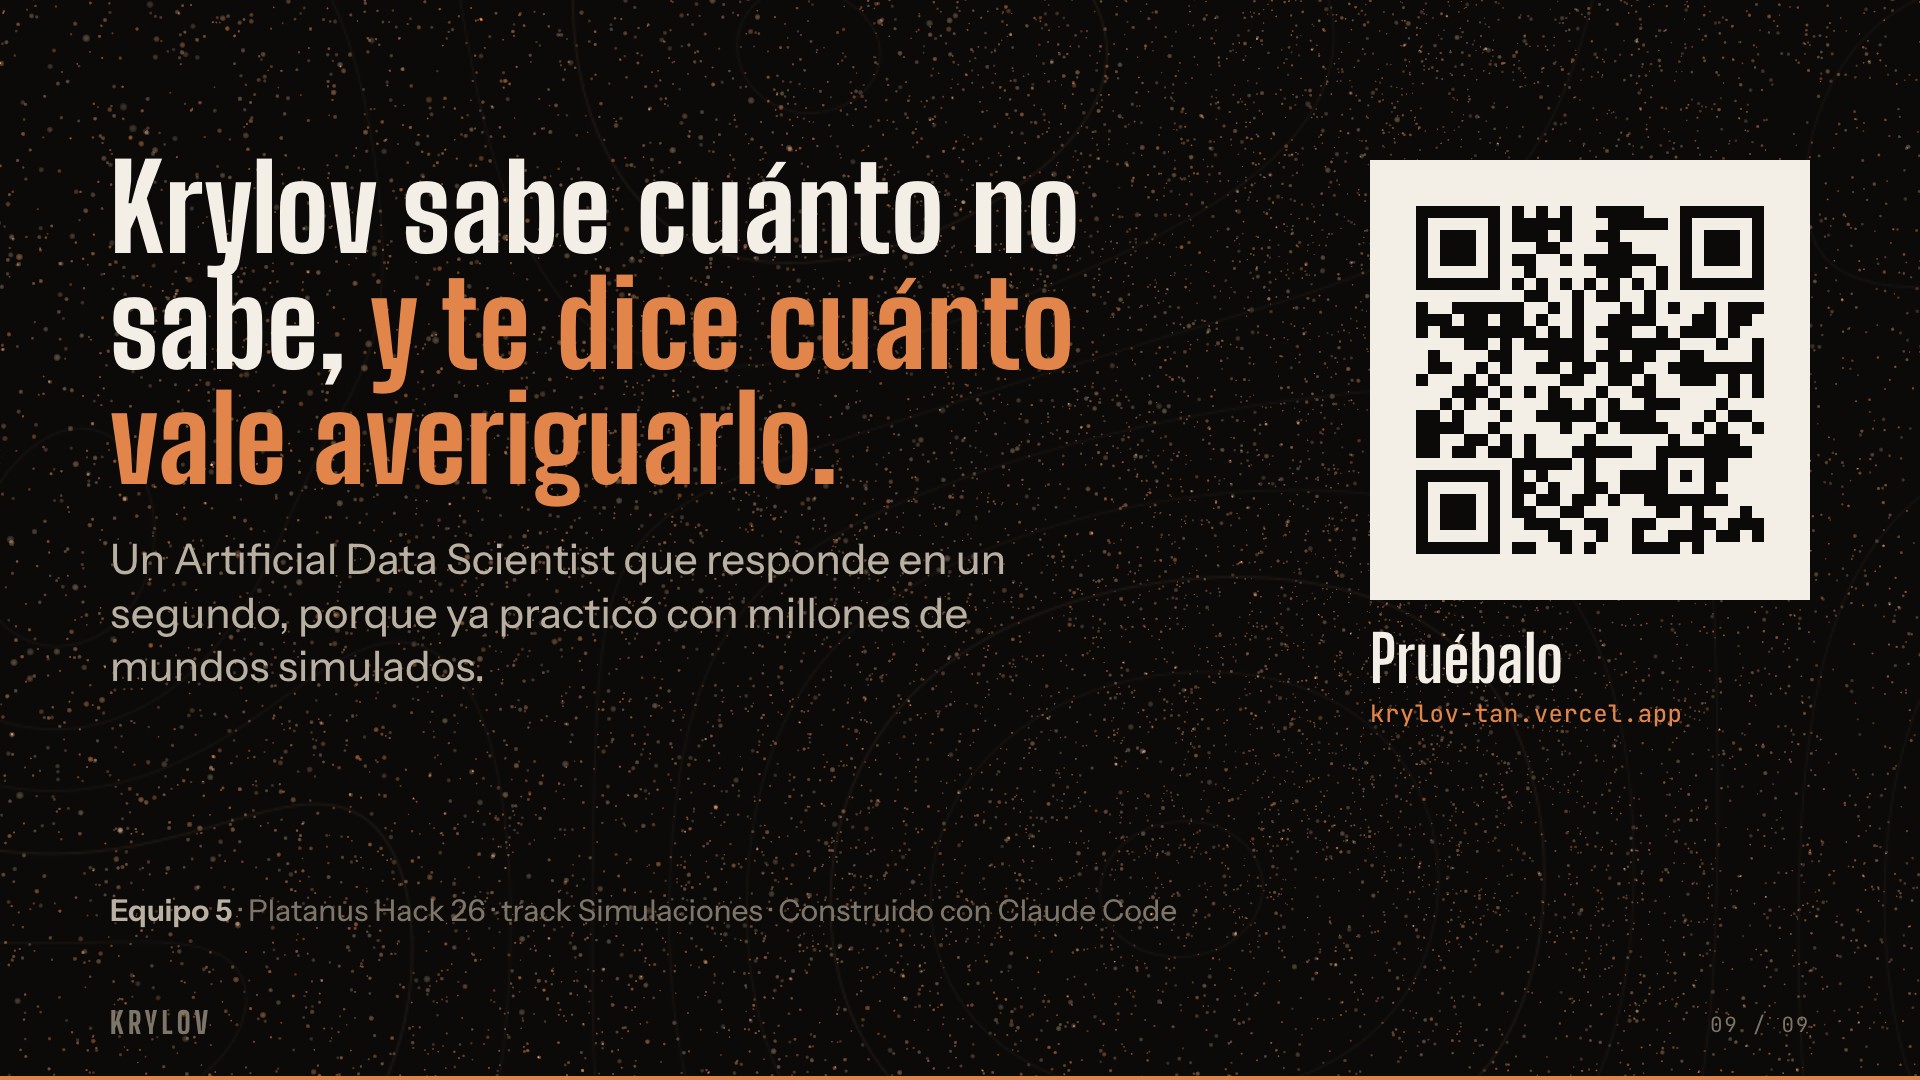 Krylov sabe cuánto no
sabe, y te dice cuánto
vale averiguarlo.
Un Artificial Data Scientist que responde en un
segundo, porque ya practicó con millones de
mundos simulados.
Pruébalo
krylov-tan.vercel.app
Equipo 5 · Platanus Hack 26 · track Simulaciones · Construido con Claude Code
KRYLOV
09 / 09